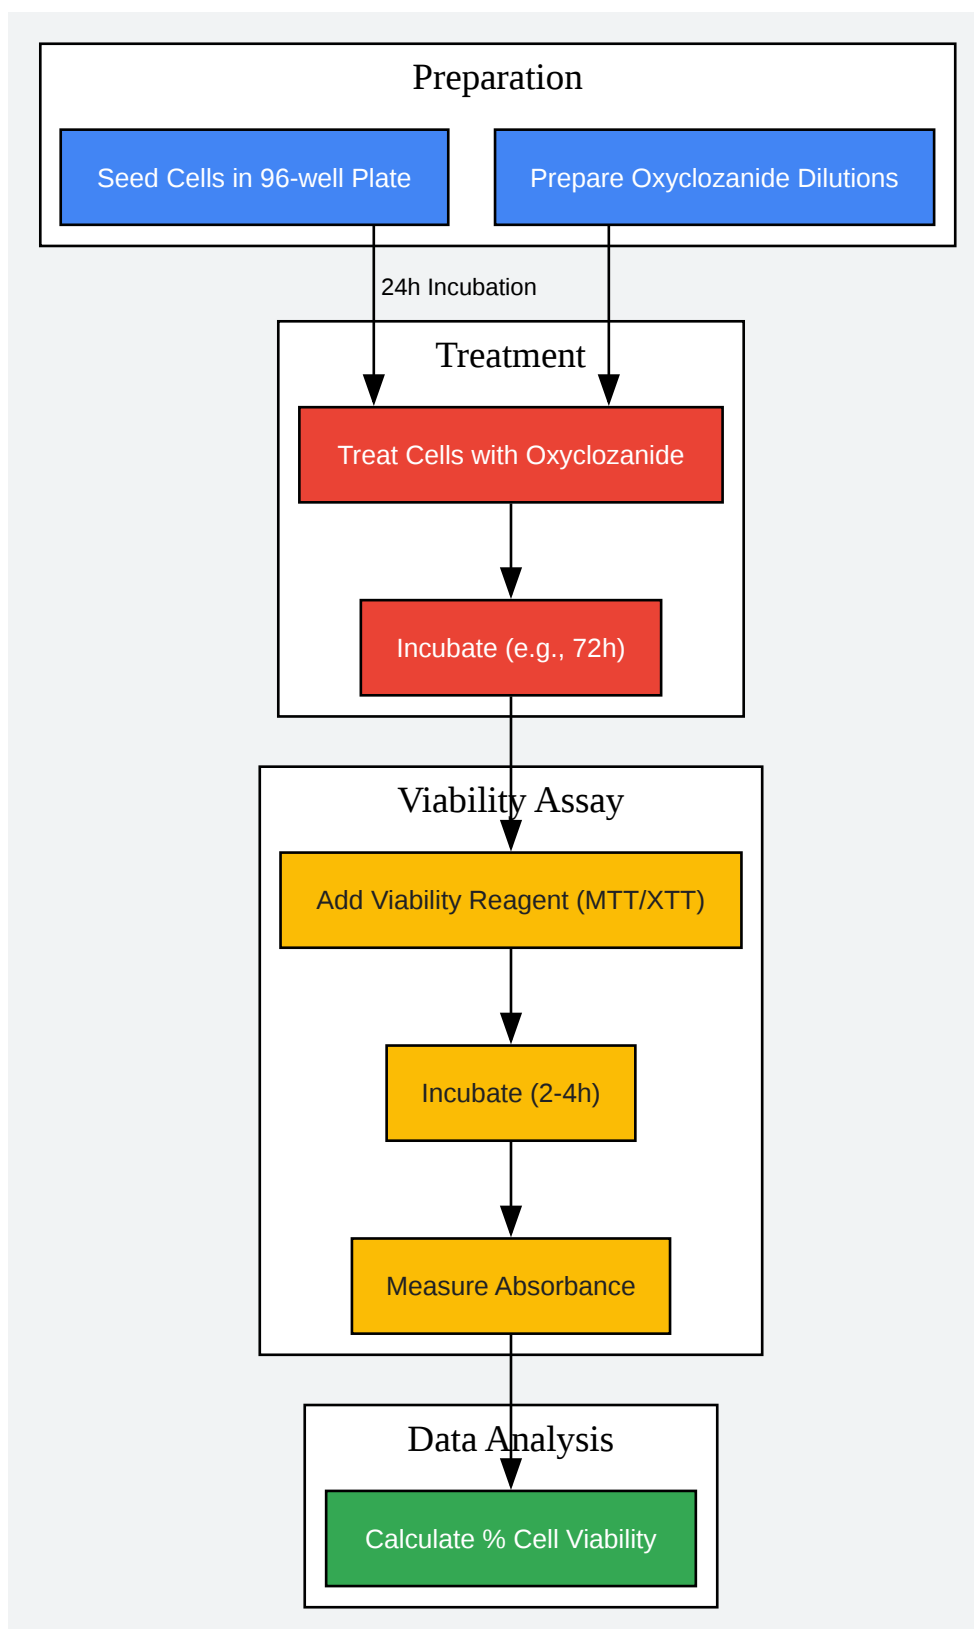 Preparation
Seed Cells in 96-well Plate
Prepare Oxyclozanide Dilutions
24h Incubation
Treatment
Treat Cells with Oxyclozanide
Incubate (e.g., 72h)
Viability Assay
Add Viability Reagent (MTT/XTT)
Incubate (2-4h)
Measure Absorbance
Data Analysis
Calculate % Cell Viability